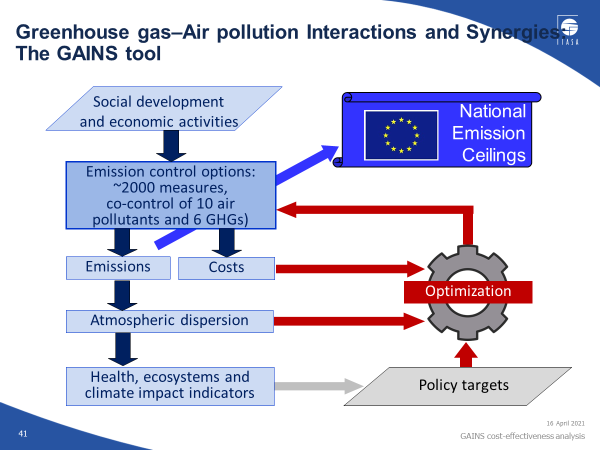 Greenhouse gas–Air pollution Interactions and Synergies:
The GAINS tool
IIASA
Social development
and economic activities
National
Emission
Ceilings
Emission control options:
~2000 measures,
co-control of 10 air
pollutants and 6 GHGs)
Emissions
Costs
Optimization
Atmospheric dispersion
Health, ecosystems and
climate impact indicators
Policy targets
16 April 2021
41
GAINS cost-effectiveness analysis